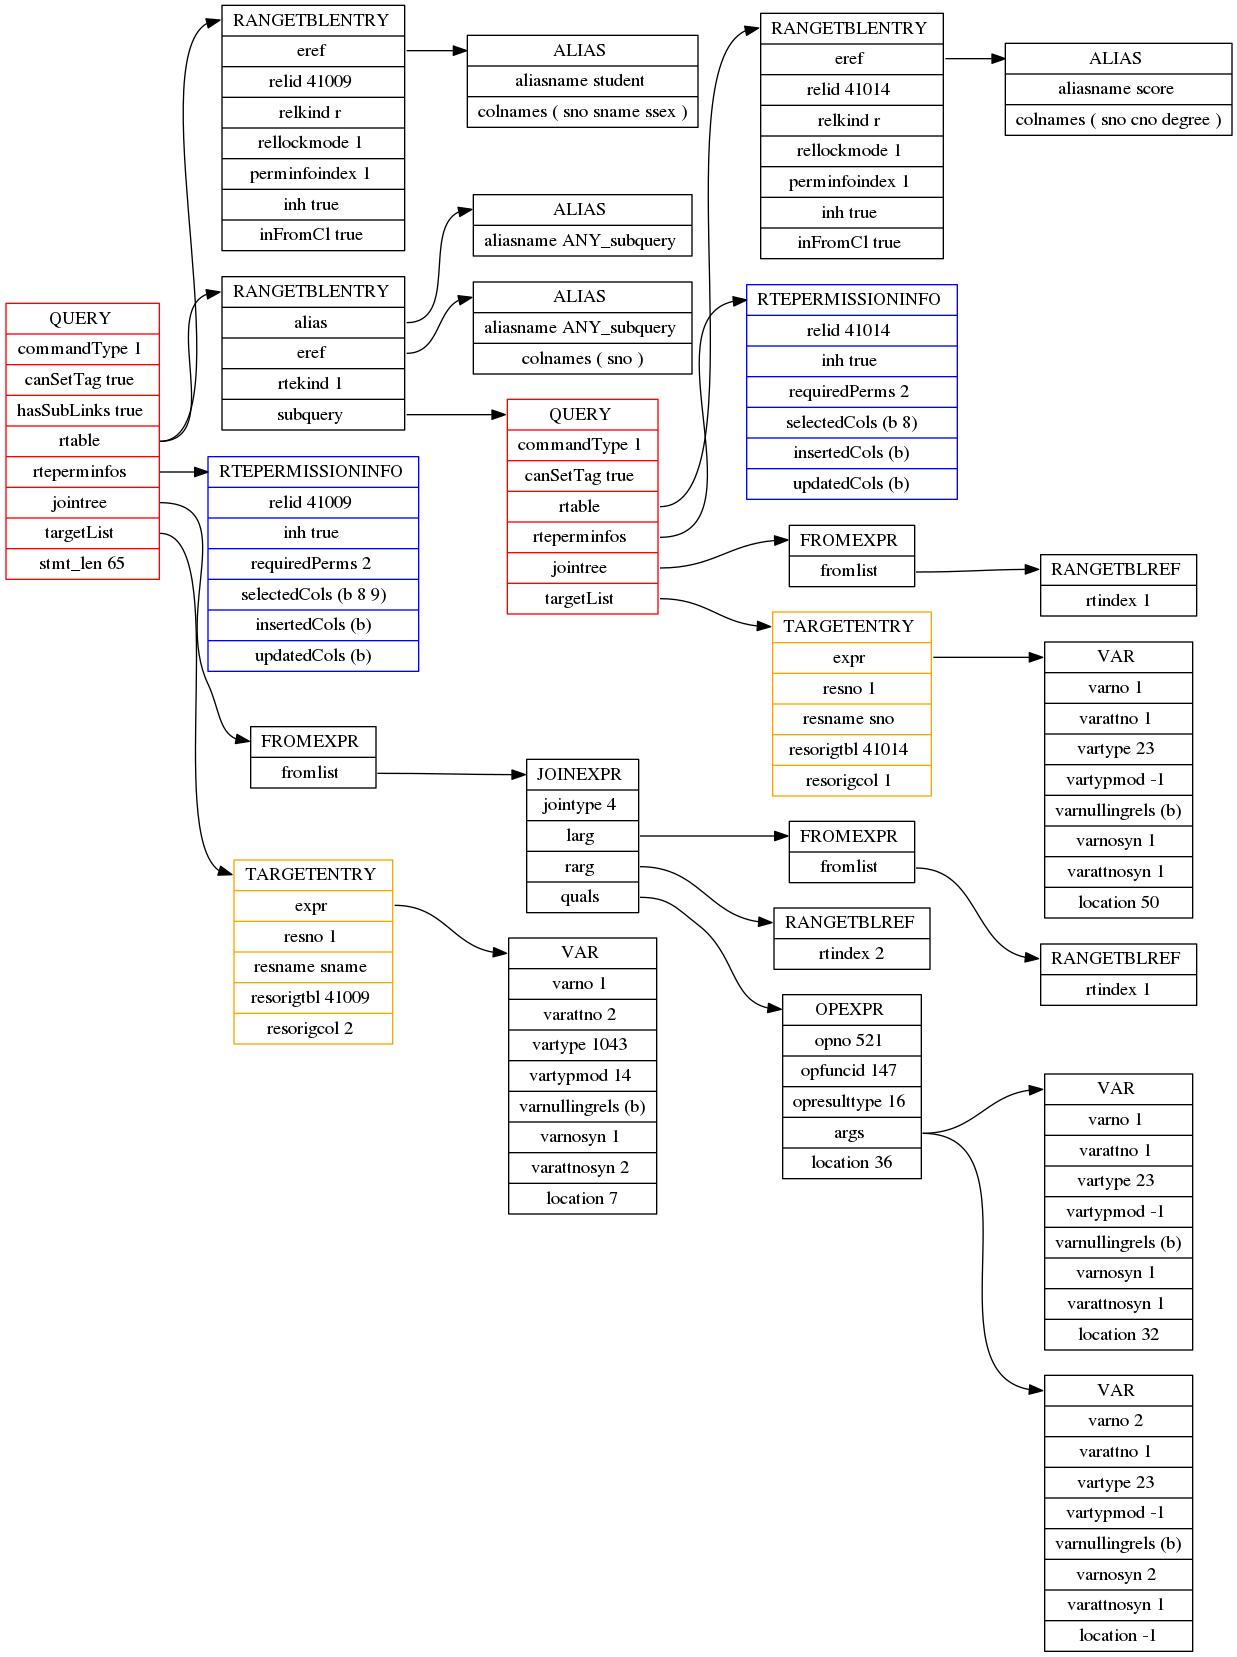 QUERY
commandType 1
canSetTag true
hasSubLinks true
rtable
rteperminfos
jointree
targetList
stmt_len 65
RANGETBLENTRY
eref
relid 41009
relkind r
rellockmode 1
perminfoindex 1
inh true
inFromCl true
RANGETBLENTRY
alias
eref
rtekind 1
subquery
RTEPERMISSIONINFO
relid 41009
inh true
requiredPerms 2
selectedCols (b 8 9)
insertedCols (b)
updatedCols (b)
FROMEXPR
fromlist
TARGETENTRY
expr
resno 1
resname sname
resorigtbl 41009
resorigcol 2
ALIAS
aliasname student
colnames ( sno sname ssex )
ALIAS
aliasname ANY_subquery
ALIAS
aliasname ANY_subquery
colnames ( sno )
QUERY
commandType 1
canSetTag true
rtable
rteperminfos
jointree
targetList
JOINEXPR
jointype 4
larg
rarg
quals
VAR
varno 1
varattno 2
vartype 1043
vartypmod 14
varnullingrels (b)
varnosyn 1
varattnosyn 2
location 7
RANGETBLENTRY
eref
relid 41014
relkind r
rellockmode 1
perminfoindex 1
inh true
inFromCl true
RTEPERMISSIONINFO
relid 41014
inh true
requiredPerms 2
selectedCols (b 8)
insertedCols (b)
updatedCols (b)
FROMEXPR
fromlist
TARGETENTRY
expr
resno 1
resname sno
resorigtbl 41014
resorigcol 1
FROMEXPR
fromlist
RANGETBLREF
rtindex 2
OPEXPR
opno 521
opfuncid 147
opresulttype 16
args
location 36
ALIAS
aliasname score
colnames ( sno cno degree )
RANGETBLREF
rtindex 1
VAR
varno 1
varattno 1
vartype 23
vartypmod -1
varnullingrels (b)
varnosyn 1
varattnosyn 1
location 50
RANGETBLREF
rtindex 1
VAR
varno 1
varattno 1
vartype 23
vartypmod -1
varnullingrels (b)
varnosyn 1
varattnosyn 1
location 32
VAR
varno 2
varattno 1
vartype 23
vartypmod -1
varnullingrels (b)
varnosyn 2
varattnosyn 1
location -1